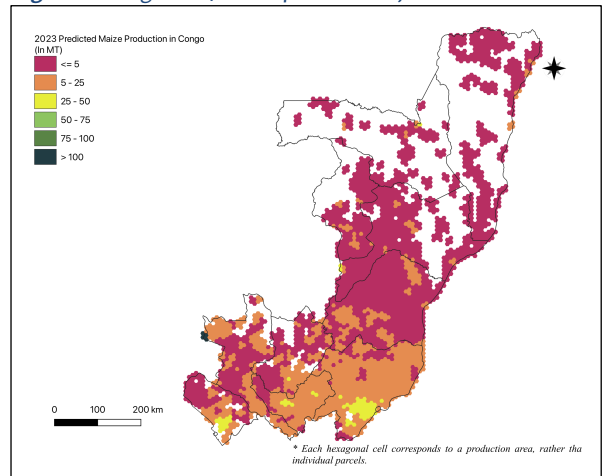 2023 Predicted Maize Production in Congo
(In MT)
<= 5
5 - 25
25 - 50
50 - 75
75 - 100
> 100
0 100 200 km
* Each hexagonal cell corresponds to a production area, rather tha
individual parcels.